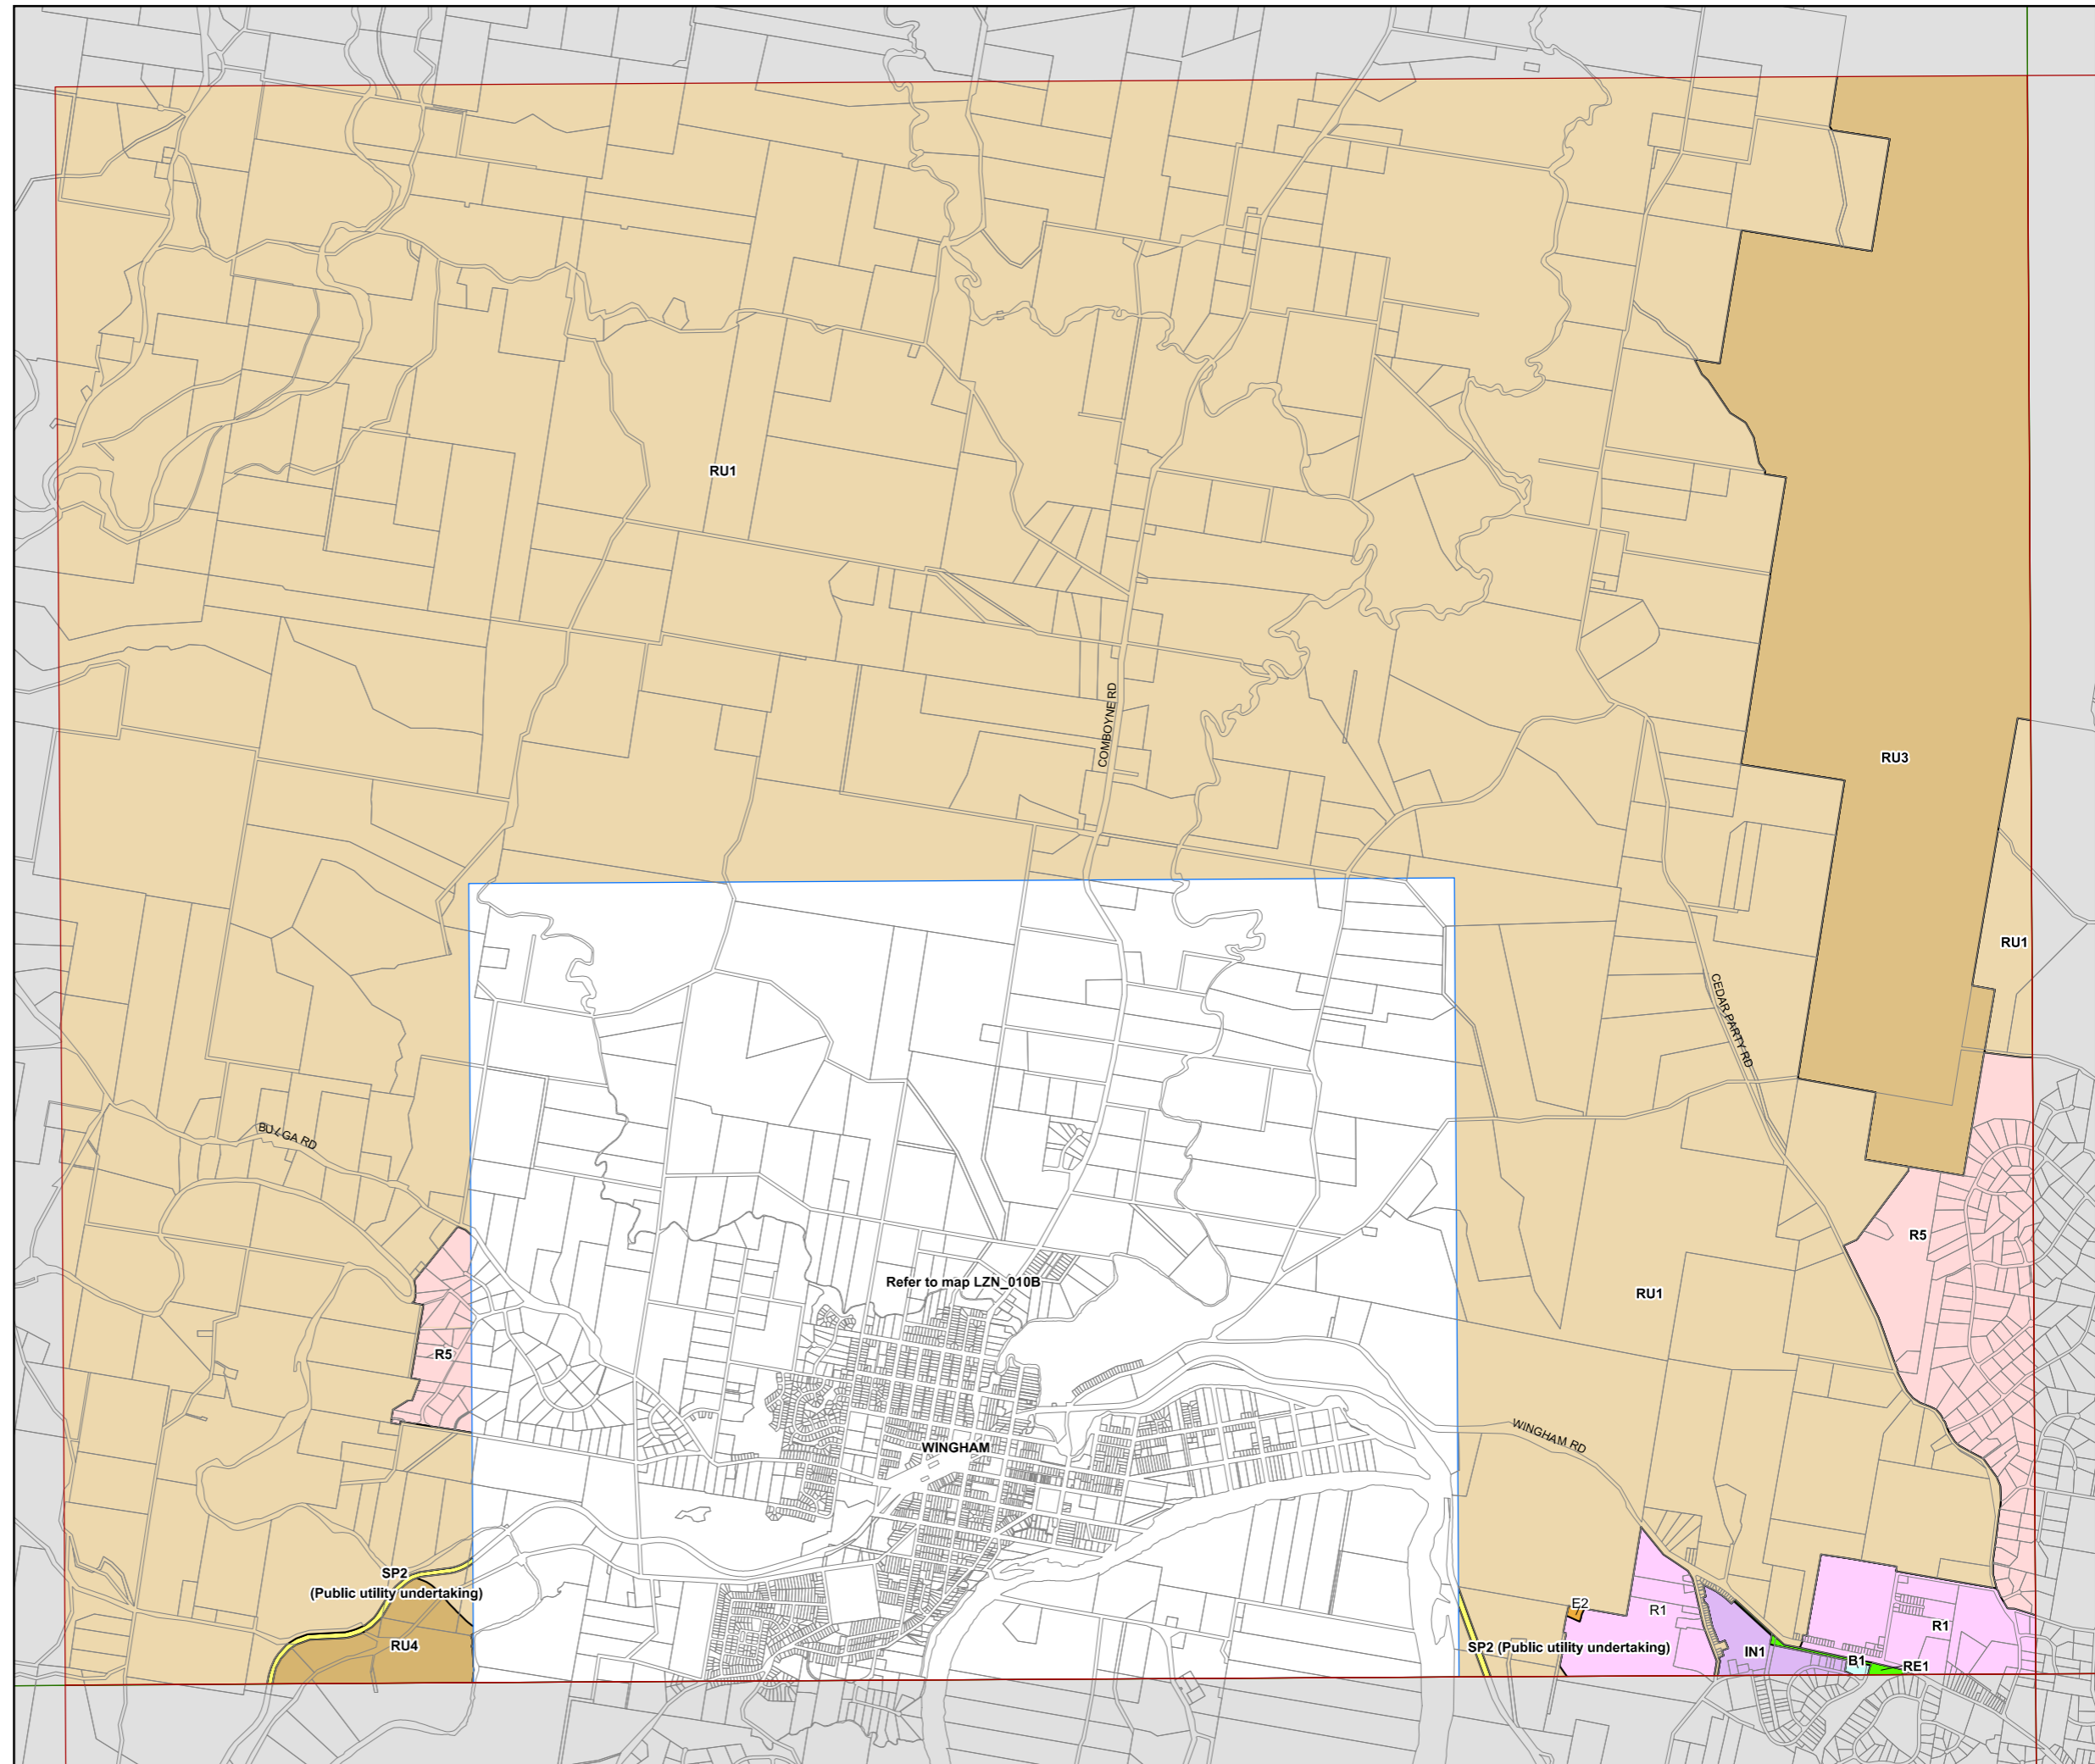 RU1
COMBOYNE RD
RU3
RU1
CEDAR PARTY RD
BULGA RD
R5
Refer to map LZN_010B
RU1
R5
WINGHAM RD
WINGHAM
SP2
(Public utility undertaking)
E2
R1
R1
RU4
SP2 (Public utility undertaking)
IN1
B1
RE1